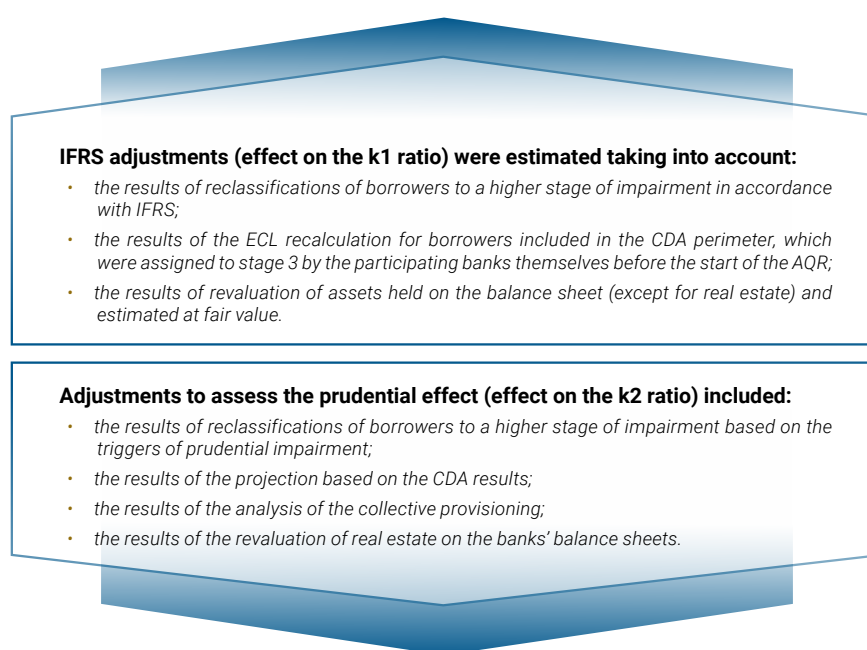 IFRS adjustments (effect on the k1 ratio) were estimated taking into account:
• the results of reclassifications of borrowers to a higher stage of impairment in accordance
with IFRS;
• the results of the ECL recalculation for borrowers included in the CDA perimeter, which
were assigned to stage 3 by the participating banks themselves before the start of the AQR;
• the results of revaluation of assets held on the balance sheet (except for real estate) and
estimated at fair value.
Adjustments to assess the prudential effect (effect on the k2 ratio) included:
• the results of reclassifications of borrowers to a higher stage of impairment based on the
triggers of prudential impairment;
• the results of the projection based on the CDA results;
• the results of the analysis of the collective provisioning;
• the results of the revaluation of real estate on the banks’ balance sheets.